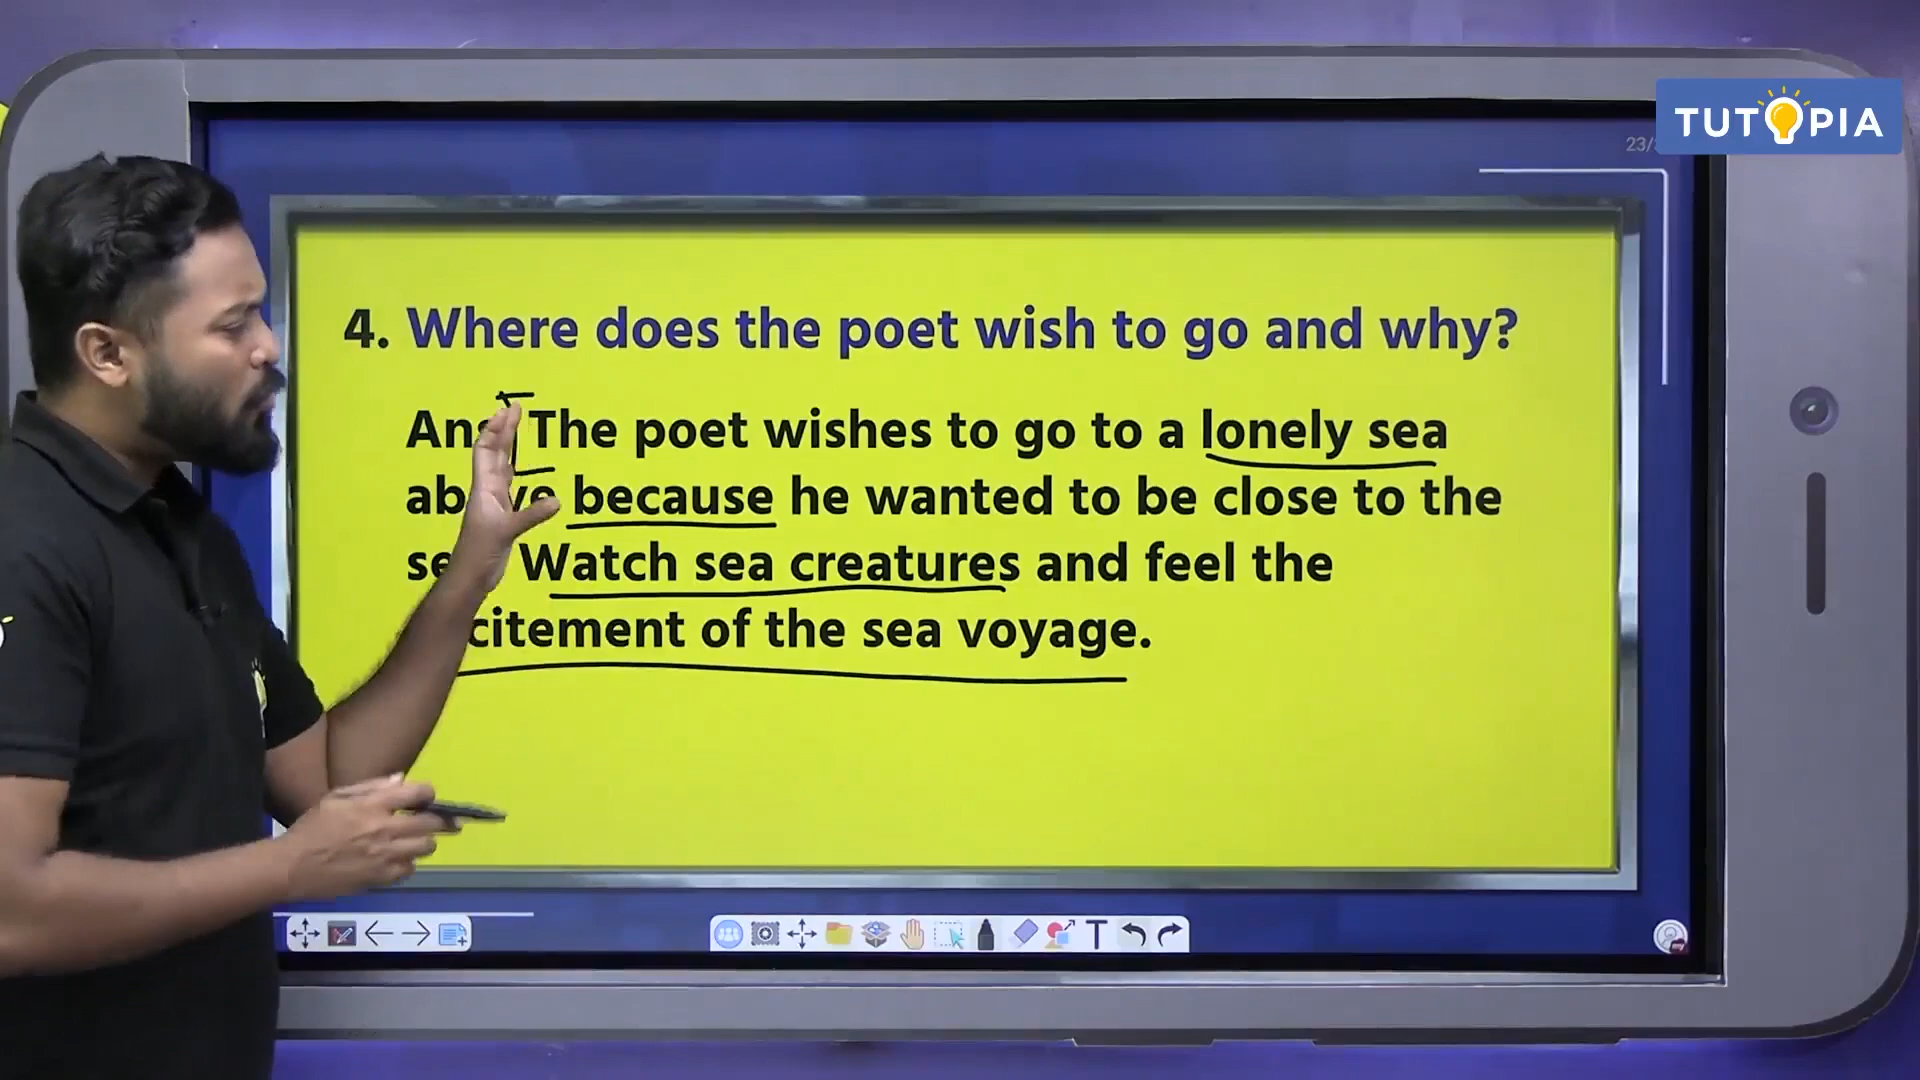 TUTOPIA
23/
4. Where does the poet wish to go and why?
The poet wishes to go to a lonely sea
because he wanted to be close to the
Watch sea creatures and feel the
of the sea voyage.
T